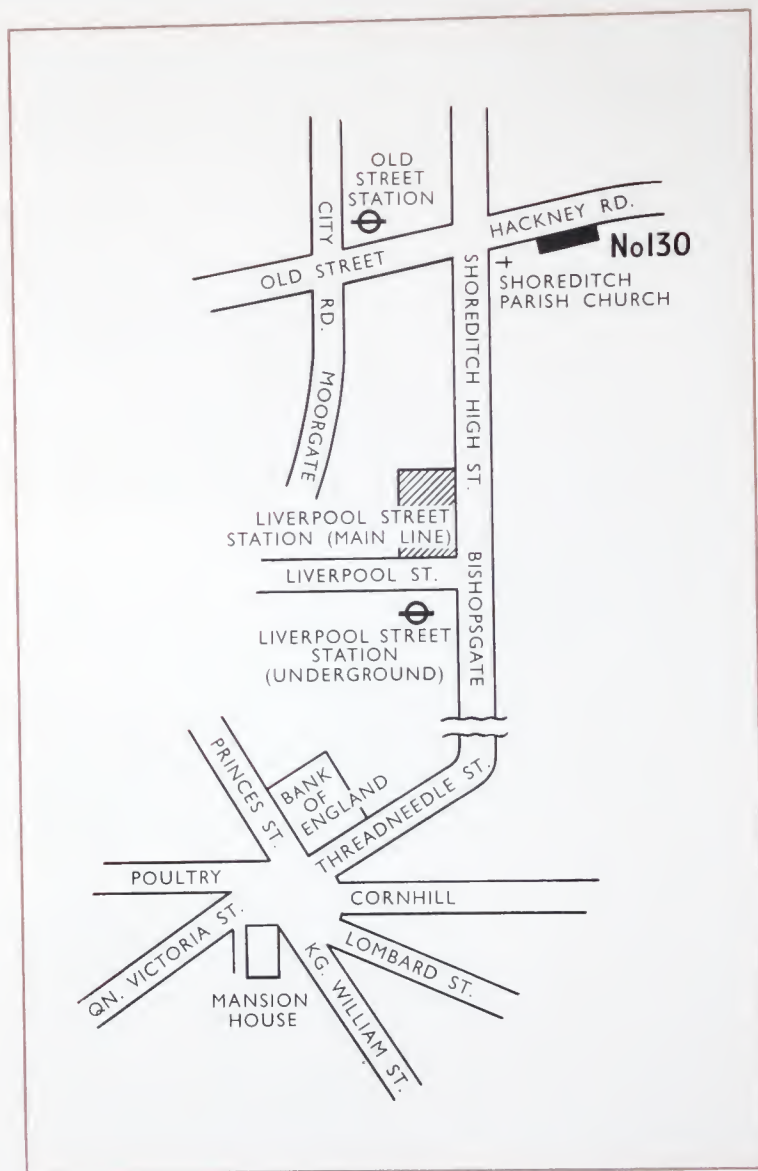 OLD
STREET
STATION
CITY RD.
HACKNEY RD.
No130
OLD STREET
SHOREDITCH
PARISH CHURCH
SHOREDITCH HIGH ST.
MOORGATE
LIVERPOOL STREET
STATION (MAIN LINE)
LIVERPOOL ST.
BISHOPSGATE
LIVERPOOL STREET
STATION
(UNDERGROUND)
PRINCES ST.
BANK
OF
ENGLAND
THREADNEEDLE ST.
POULTRY
CORNHILL
QN. VICTORIA ST.
LOMBARD ST.
MANSION
HOUSE
KG. WILLIAM ST.